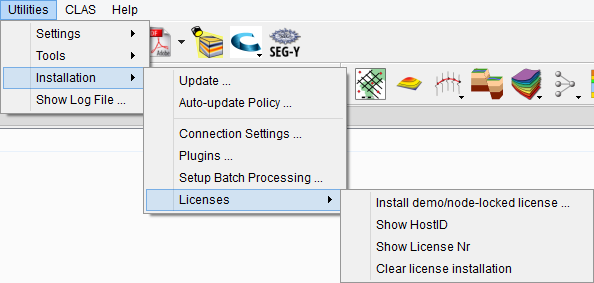 Utilities CLAS Help
Settings
Tools
Installation
Show Log File ...
Adobe
SEG-Y
Update ...
Auto-update Policy ...
Connection Settings ...
Plugins ...
Setup Batch Processing ...
Licenses
Install demo/node-locked license ...
Show HostID
Show License Nr
Clear license installation